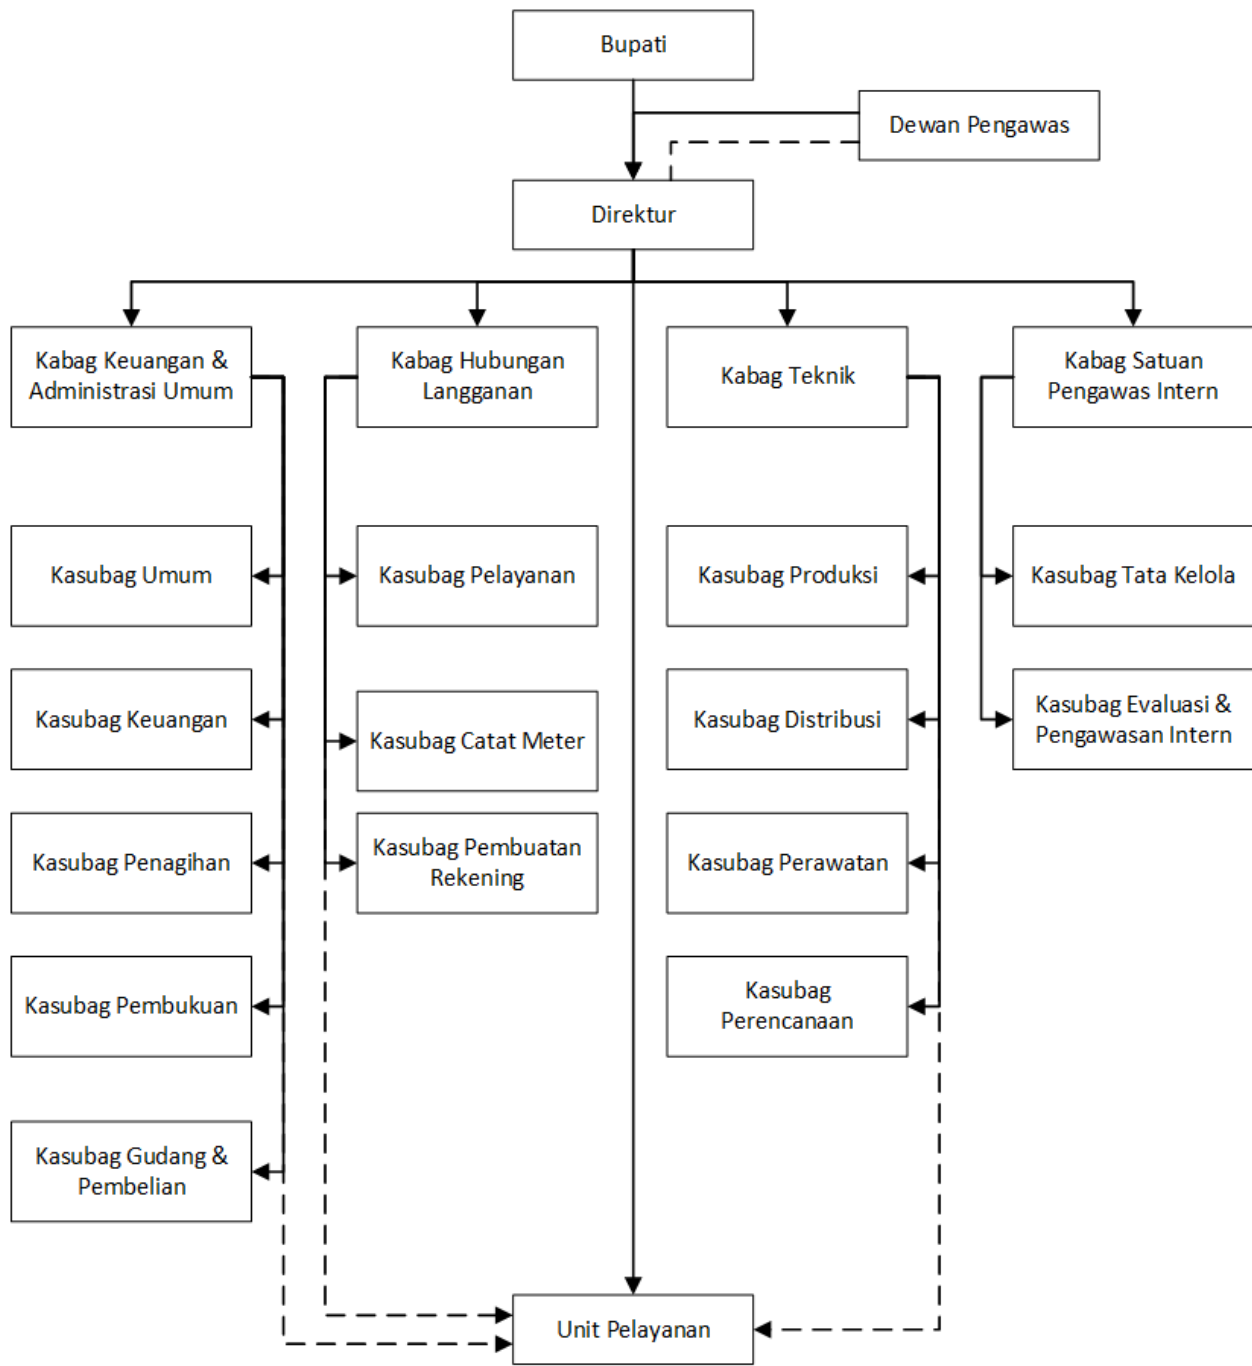 Bupati
Dewan Pengawas
Direktur
Kabag Keuangan &
Administrasi Umum
Kabag Hubungan
Langganan
Kabag Teknik
Kabag Satuan
Pengawas Intern
Kasubag Umum
Kasubag Pelayanan
Kasubag Produksi
Kasubag Tata Kelola
Kasubag Keuangan
Kasubag Catat Meter
Kasubag Distribusi
Kasubag Evaluasi &
Pengawasan Intern
Kasubag Penagihan
Kasubag Pembuatan
Rekening
Kasubag Perawatan
Kasubag Pembukuan
Kasubag
Perencanaan
Kasubag Gudang &
Pembelian
Unit Pelayanan